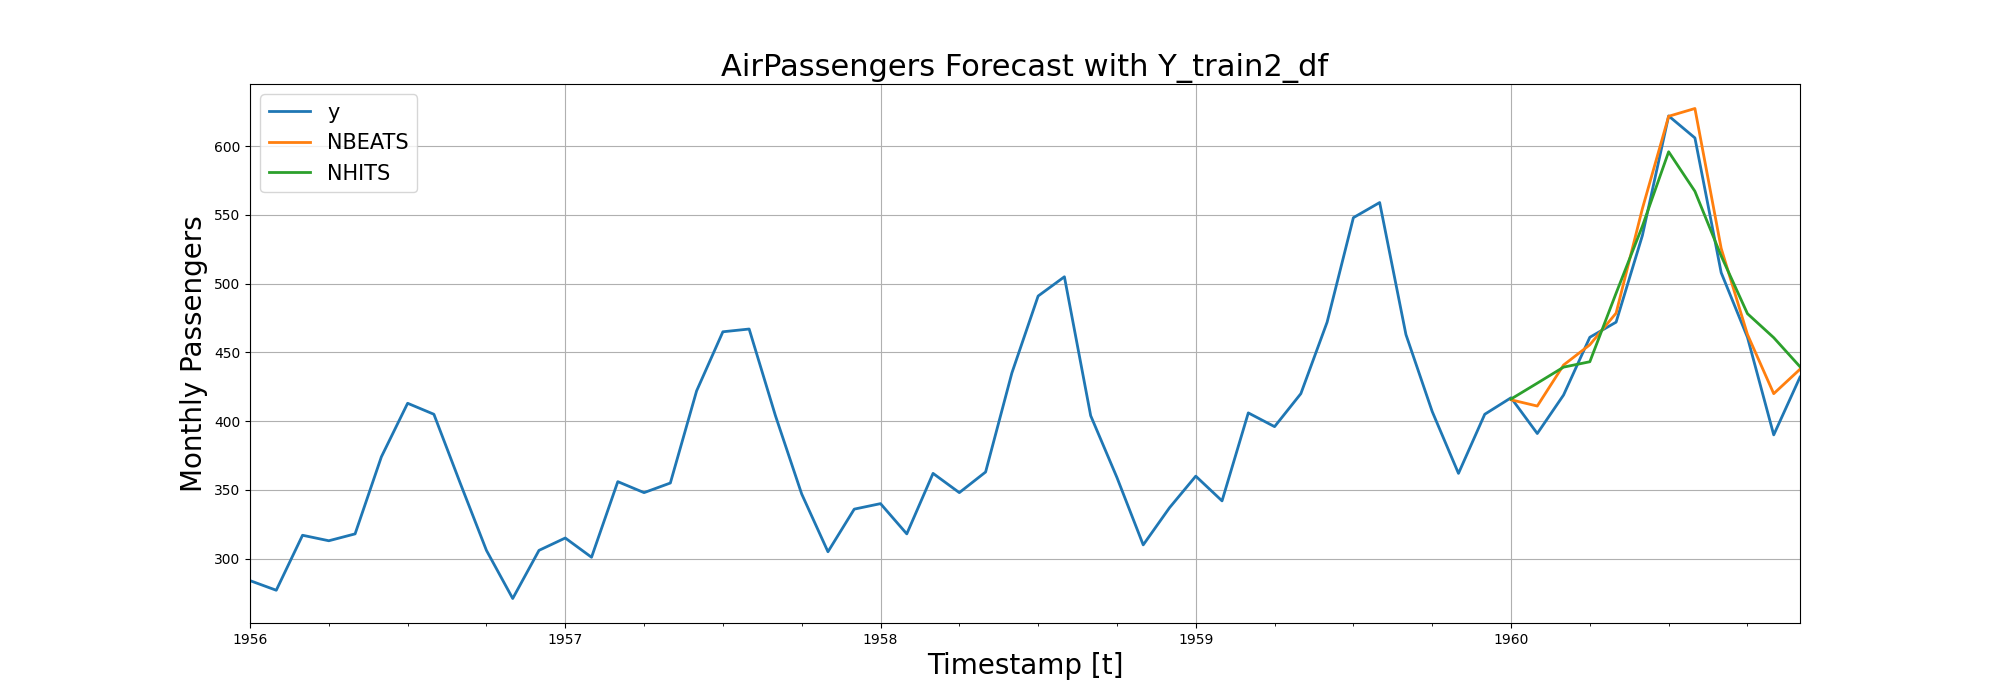 AirPassengers Forecast with Y_train2_df
y
NBEATS
NHITS
600
550
500
450
400
350
300
Monthly Passengers
1956 1957 1958 1959 1960
Timestamp [t]